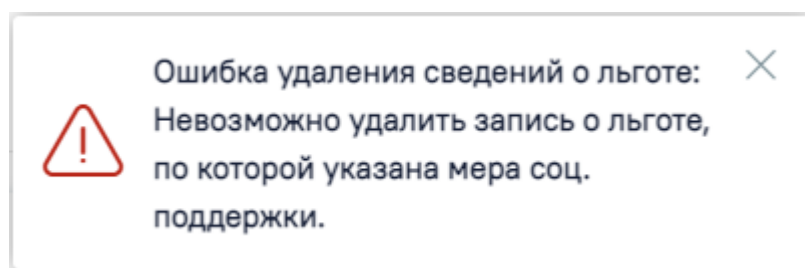 Ошибка удаления сведений о льготе:
Невозможно удалить запись о льготе,
по которой указана мера соц.
поддержки.